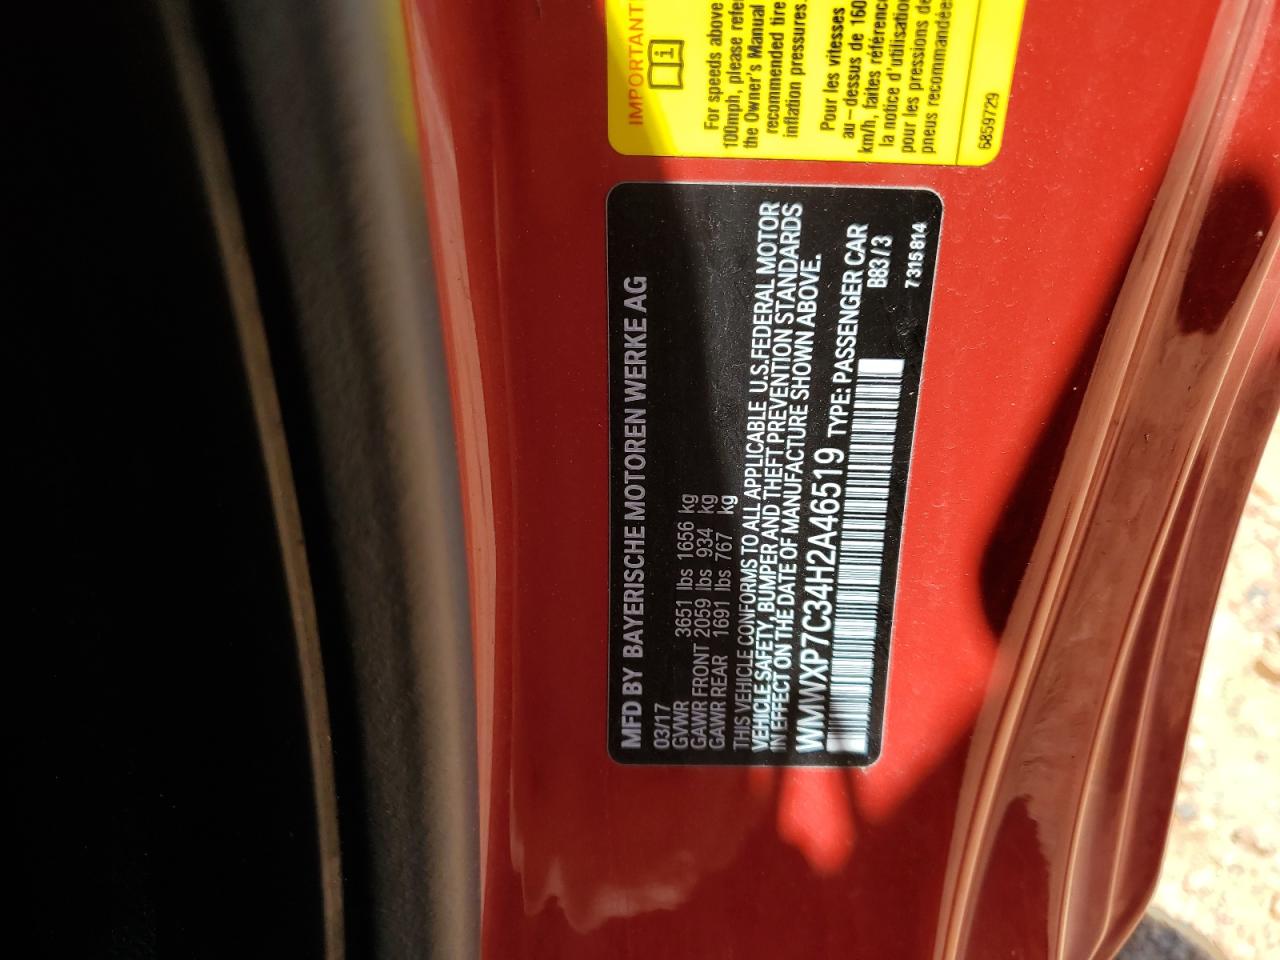 IMPORTANT
For speeds above
100mph, please refe
the Owner's Manual
recommended tire
inflation pressures.
Pour les vitesses
au-dessus de 160
km/h, faites référence
la notice d'utilisation
pour les pressions de
pneus recommandées
6859729
MFD BY BAYERISCHE MOTOREN WERKE AG
03/17
GVWR 3651 lbs 1656 kg
GAWR FRONT 2059 lbs 934 kg
GAWR REAR 1691 lbs 767 kg
THIS VEHICLE CONFORMS TO ALL APPLICABLE U.S.FEDERAL MOTOR
VEHICLE SAFETY, BUMPER AND THEFT PREVENTION STANDARDS
IN EFFECT ON THE DATE OF MANUFACTURE SHOWN ABOVE.
WMWXP7C34H2A46519 TYPE: PASSENGER CAR
B83/3
7315814